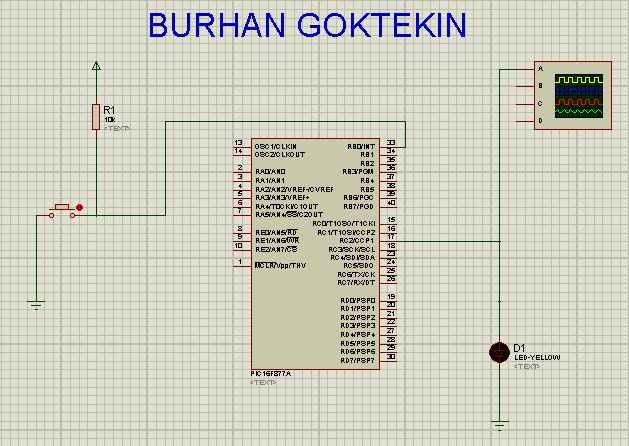 BURHAN GOKTEKIN
R1
10k
<TEXT>
A
B
C
D
13 OSC1/CLKIN
14 OSC2/CLKOUT
2 RA0/AN0
3 RA1/AN1
4 RA2/AN2/VREF-/CVREF
5 RA3/AN3/VREF+
6 RA4/T0CKI/C1OUT
7 RA5/AN4/SS/C2OUT
8 RE0/AN5/RD
9 RE1/AN6/WR
10 RE2/AN7/CS
1 MCLR/Vpp/THV
RB0/INT 33
RB1 34
RB2 35
RB3/PGM 36
RB4 37
RB5 38
RB6/PGC 39
RB7/PGD 40
RC0/T1OSO/T1CKI 15
RC1/T1OSI/CCP2 16
RC2/CCP1 17
RC3/SCK/SCL 18
RC4/SDI/SDA 23
RC5/SDO 24
RC6/TX/CK 25
RC7/RX/DT 26
RD0/PSP0 19
RD1/PSP1 20
RD2/PSP2 21
RD3/PSP3 22
RD4/PSP4 27
RD5/PSP5 28
RD6/PSP6 29
RD7/PSP7 30
PIC16F877A
<TEXT>
D1
LED-YELLOW
<TEXT>